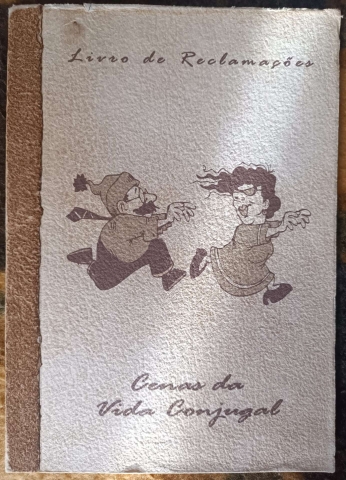 Livro de Reclamações
Cenas da
Vida Conjugal